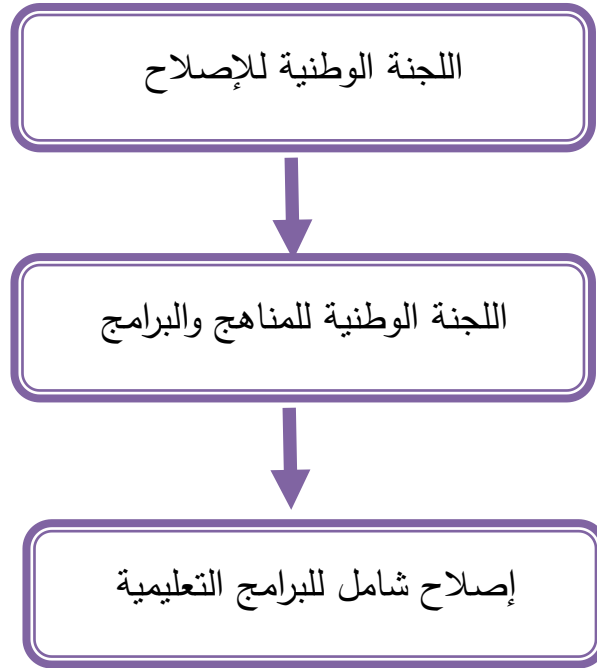 اللجنة الوطنية للإصلاح
اللجنة الوطنية للمناهج والبرامج
إصلاح شامل للبرامج التعليمية